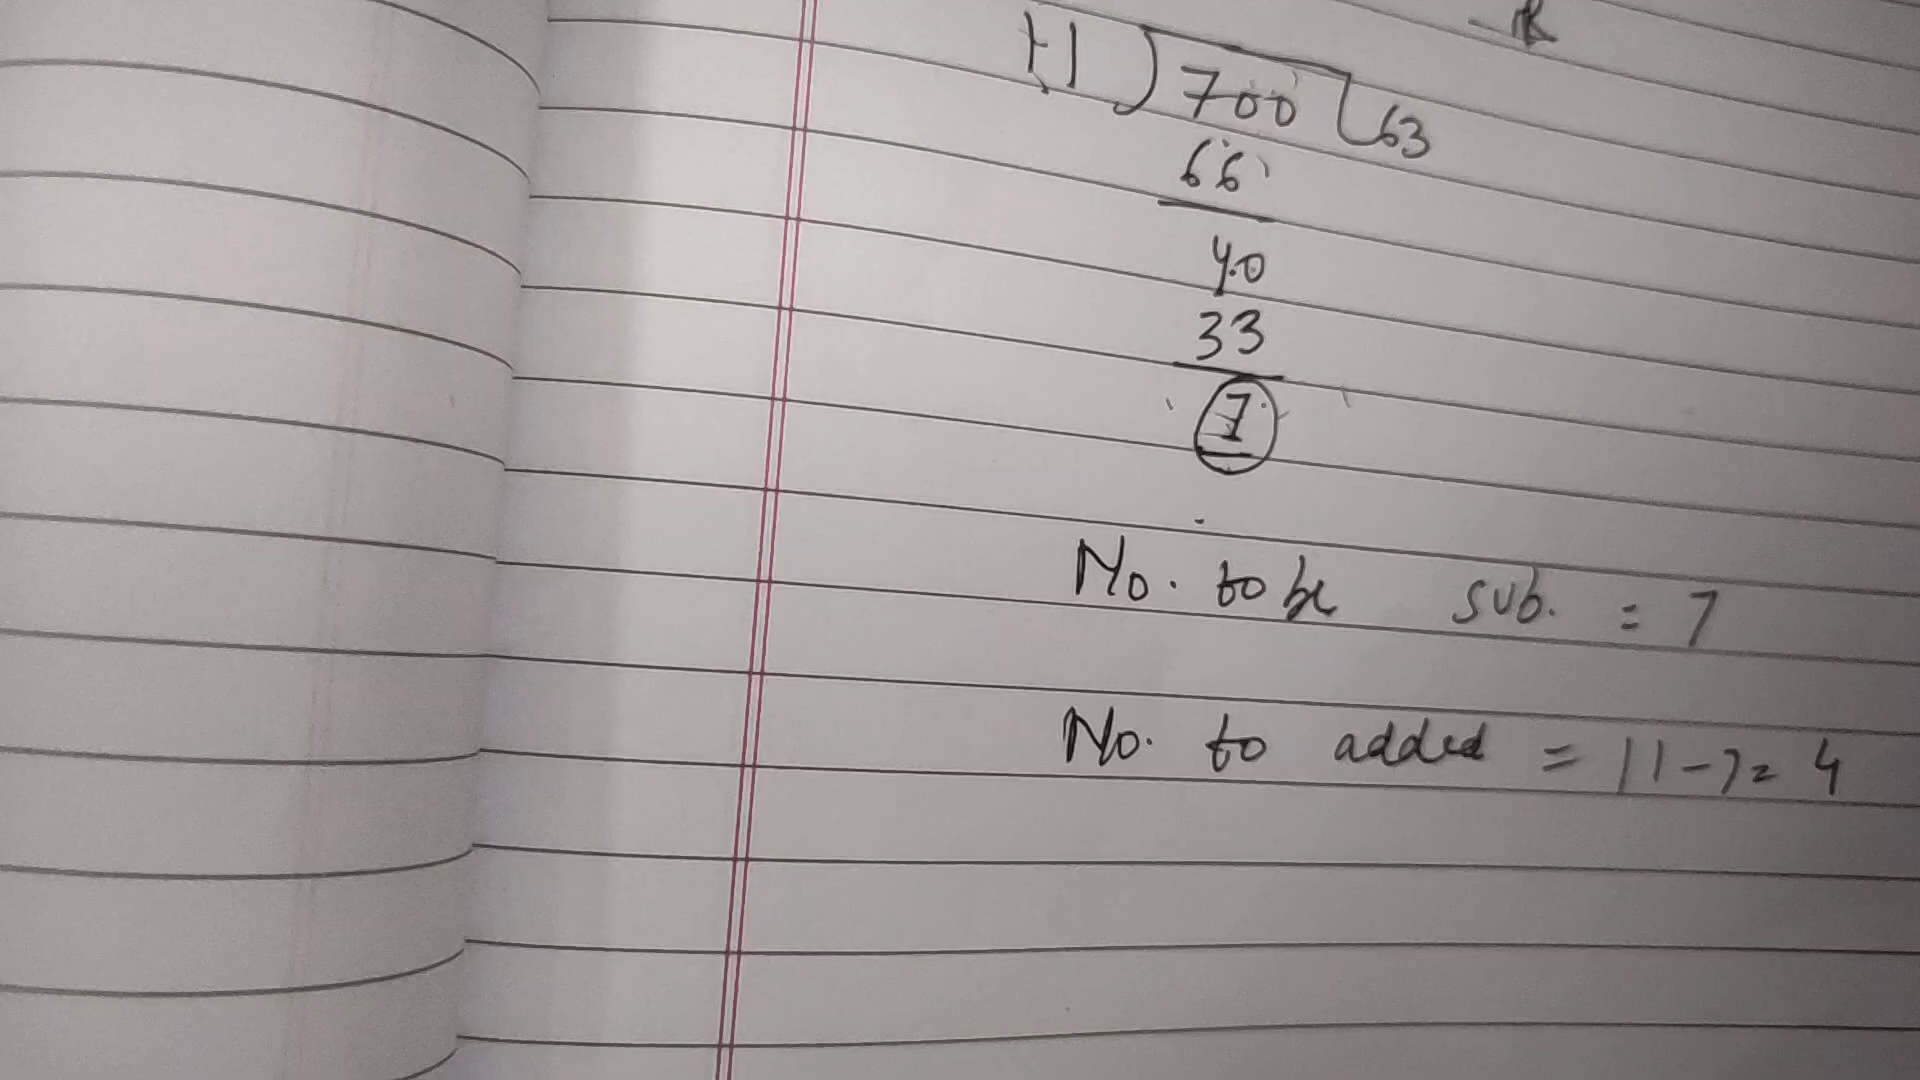 R
11 ) 700 ( 63
66
40
33
7
No. to be sub. = 7
No. to added = 11-7= 4